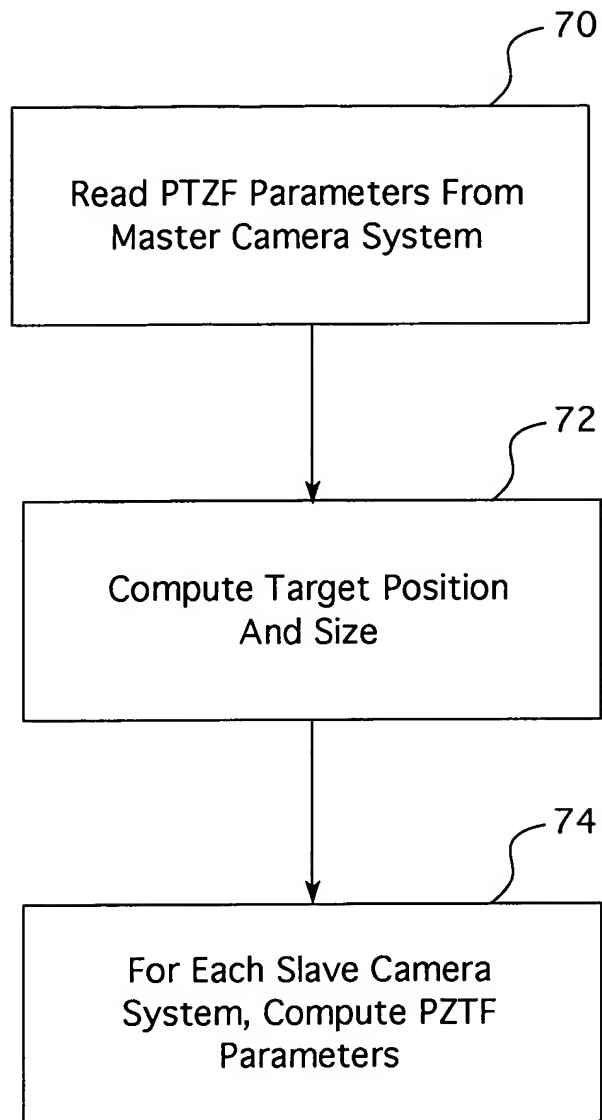 70
Read PTZF Parameters From
Master Camera System
72
Compute Target Position
And Size
74
For Each Slave Camera
System, Compute PZTF
Parameters